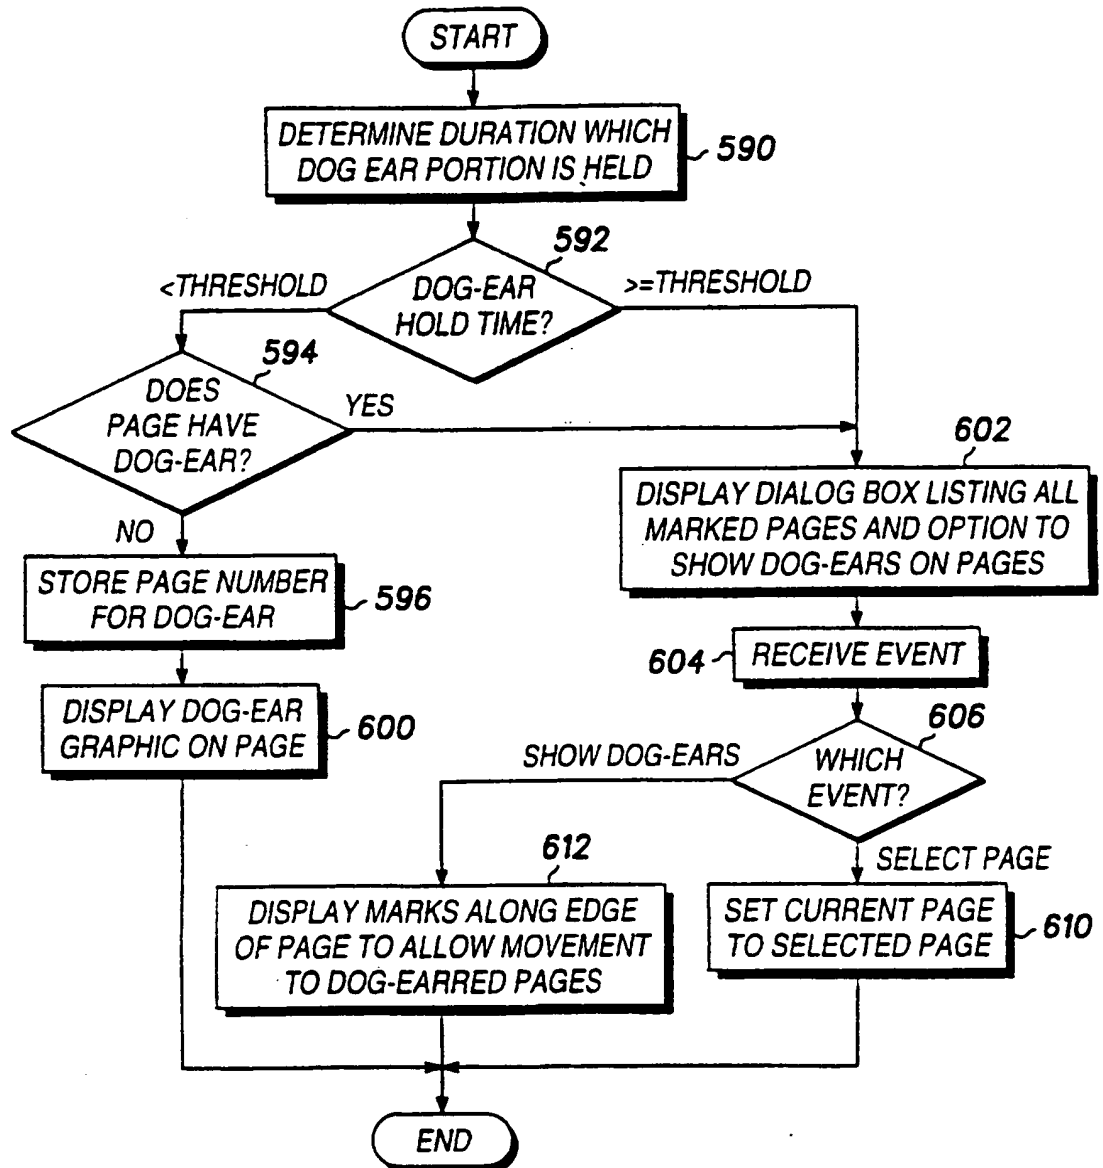 START
DETERMINE DURATION WHICH
DOG EAR PORTION IS HELD
590
592
DOG-EAR
HOLD TIME?
<THRESHOLD
>=THRESHOLD
594
DOES
PAGE HAVE
DOG-EAR?
YES
NO
STORE PAGE NUMBER
FOR DOG-EAR
596
DISPLAY DOG-EAR
GRAPHIC ON PAGE
600
602
DISPLAY DIALOG BOX LISTING ALL
MARKED PAGES AND OPTION TO
SHOW DOG-EARS ON PAGES
604
RECEIVE EVENT
606
WHICH
EVENT?
SHOW DOG-EARS
SELECT PAGE
612
DISPLAY MARKS ALONG EDGE
OF PAGE TO ALLOW MOVEMENT
TO DOG-EARRED PAGES
SET CURRENT PAGE
TO SELECTED PAGE
610
END